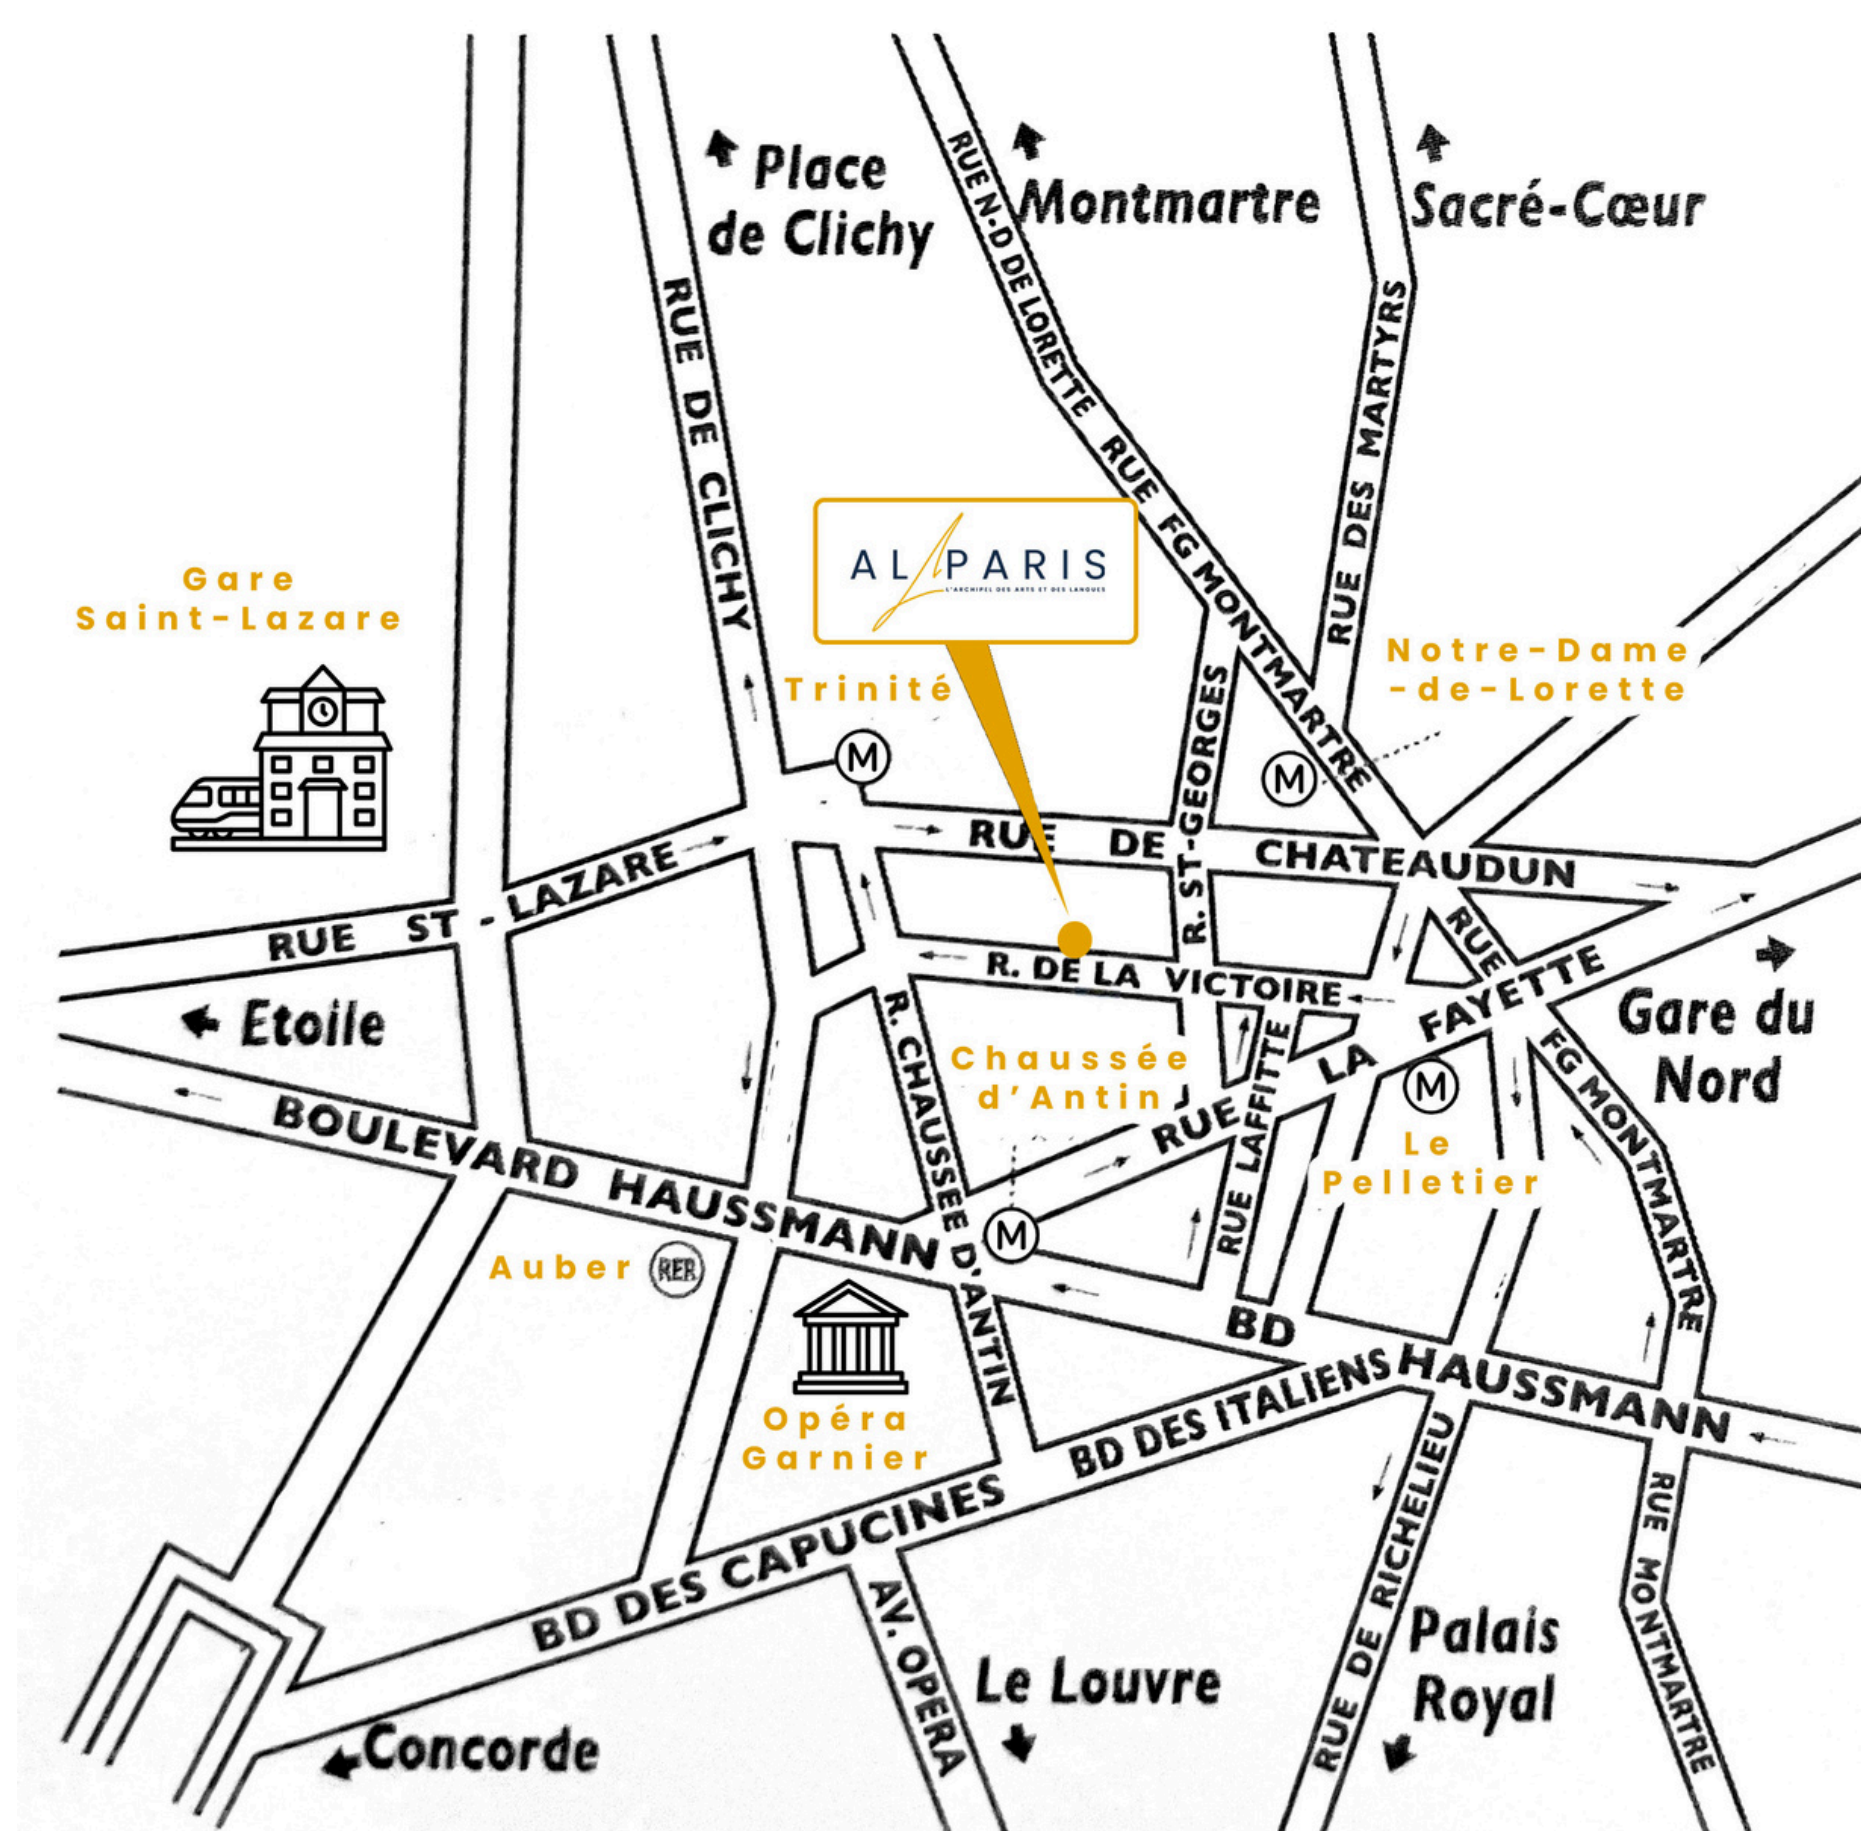 Place
de Clichy
Montmartre
Sacré-Cœur
RUE N.-D DE LORETTE
RUE DE CLICHY
RUE DES MARTYRS
RUE FG MONTMARTRE
AL PARIS
L'ARCHIPEL DES ARTS ET DES LANGUES
Gare
Saint-Lazare
Trinité
M
Notre-Dame
-de-Lorette
M
R. ST-GEORGES
RUE DE CHATEAUDUN
RUE ST-LAZARE
R. DE LA VICTOIRE
RUE
FG MONTMARTRE
RUE LA FAYETTE
Gare du
Nord
Etoile
R. CHAUSSEE D'ANTIN
Chaussée
d'Antin
M
RUE LAFFITTE
M
Le
Pelletier
BOULEVARD HAUSSMANN
Auber
RER
Opéra
Garnier
BD HAUSSMANN
BD DES ITALIENS
BD DES CAPUCINES
AV. OPERA
RUE DE RICHELIEU
RUE MONTMARTRE
Le Louvre
Palais
Royal
Concorde